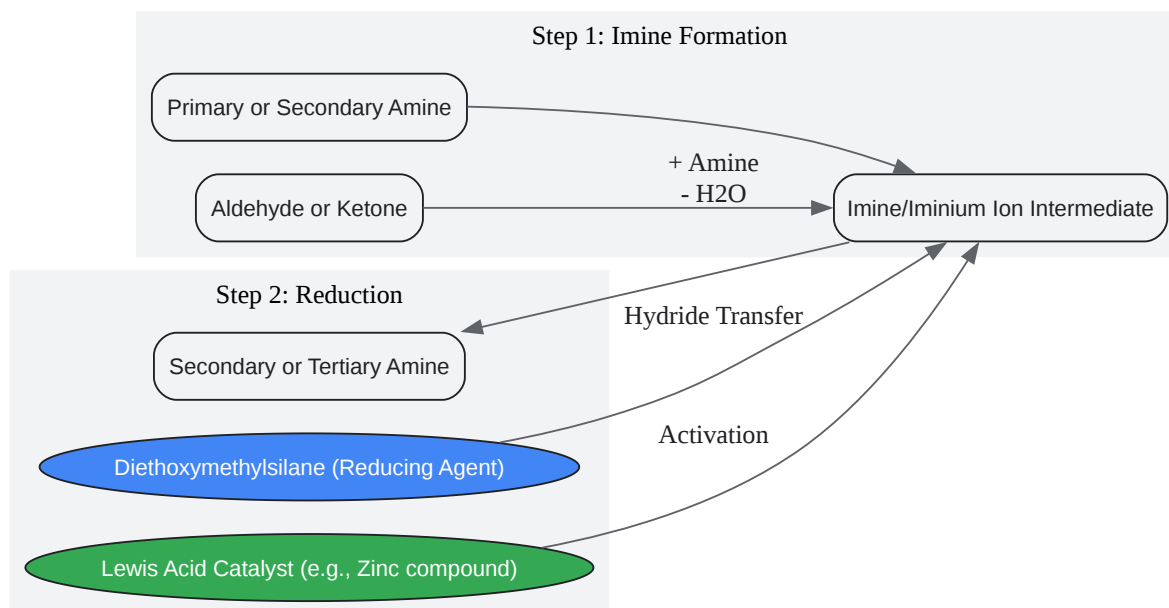 Step 1: Imine Formation
Primary or Secondary Amine
+ Amine
- H2O
Aldehyde or Ketone
Imine/Iminium Ion Intermediate
Step 2: Reduction
Hydride Transfer
Secondary or Tertiary Amine
Activation
Diethoxymethylsilane (Reducing Agent)
Lewis Acid Catalyst (e.g., Zinc compound)